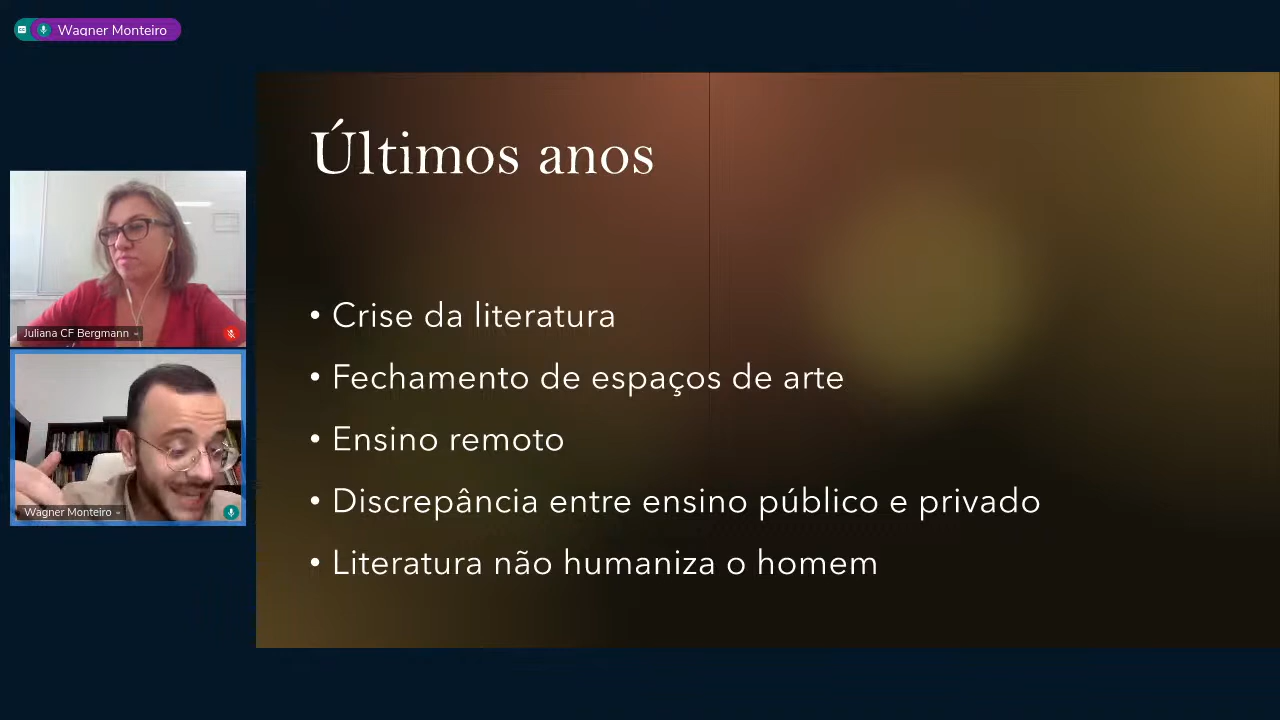 Wagner Monteiro
Últimos anos
Juliana CF Bergmann
Wagner Monteiro
• Crise da literatura
• Fechamento de espaços de arte
• Ensino remoto
• Discrepância entre ensino público e privado
• Literatura não humaniza o homem